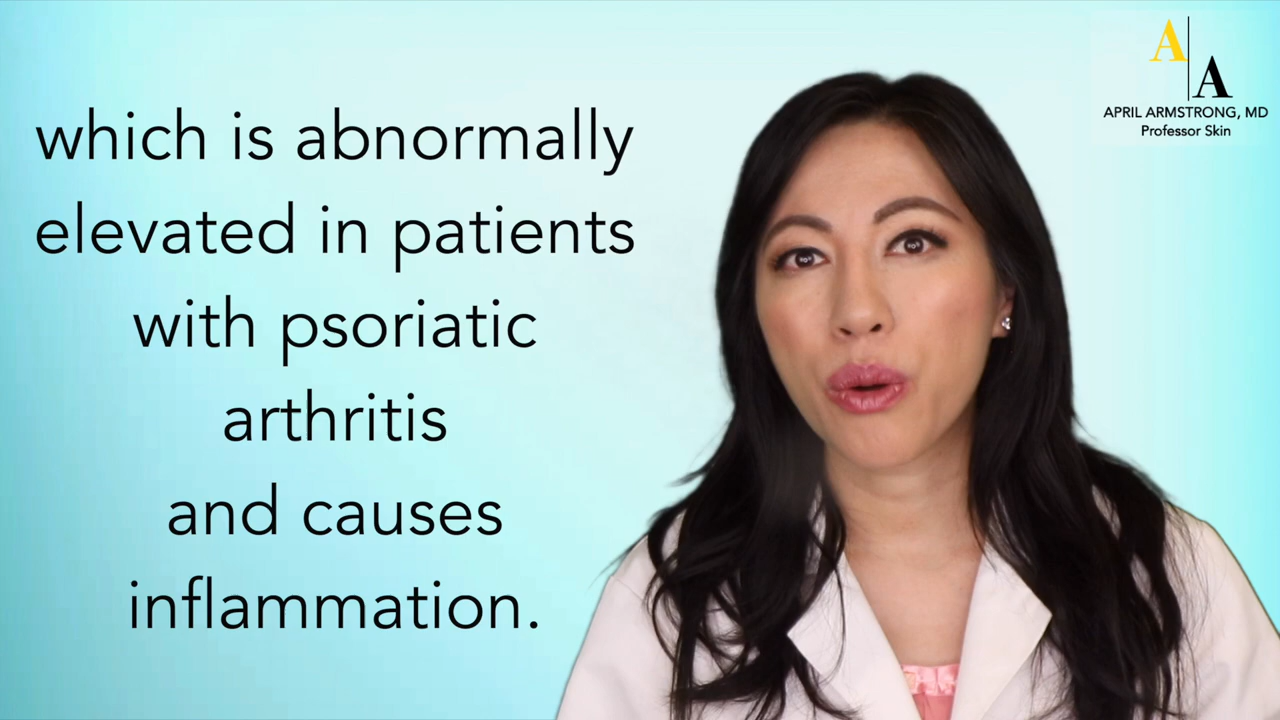 which is abnormally
elevated in patients
with psoriatic
arthritis
and causes
inflammation.
A A
APRIL ARMSTRONG, MD
Professor Skin